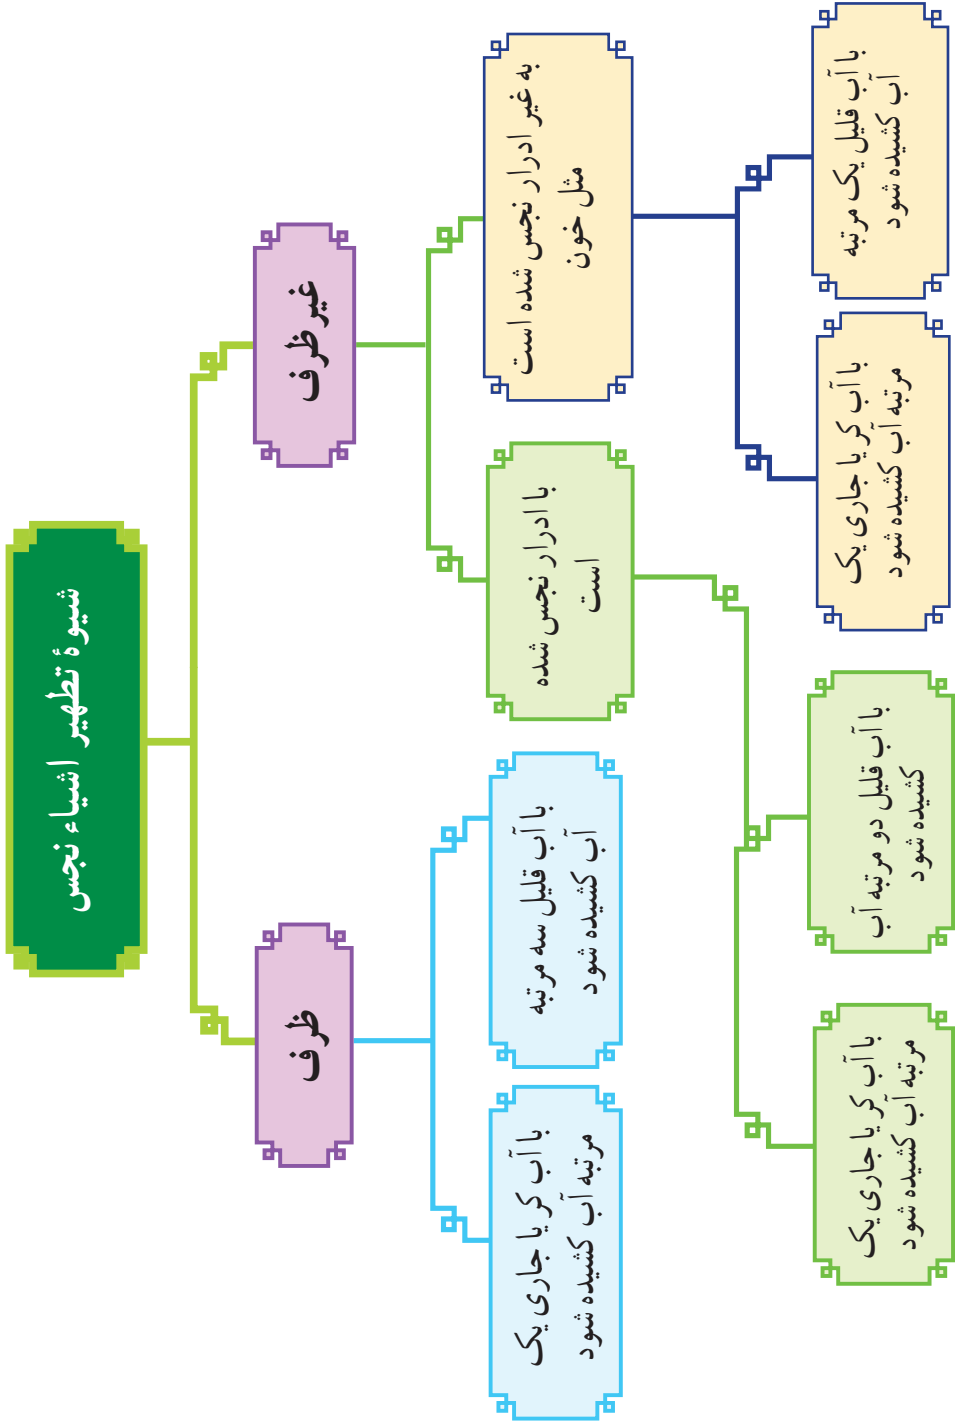 شیوهٔ تطهیر اشیاء نجس
غیر ظرف
ظرف
به غیر ادرار نجس شده است
مثل خون
با ادرار نجس شده
است
با آب قلیل سه مرتبه
آب کشیده شود
با آب کر یا جاری یک
مرتبه آب کشیده شود
با آب قلیل یک مرتبه
آب کشیده شود
با آب کر یا جاری یک
مرتبه آب کشیده شود
با آب قلیل دو مرتبه آب
کشیده شود
با آب کر یا جاری یک
مرتبه آب کشیده شود